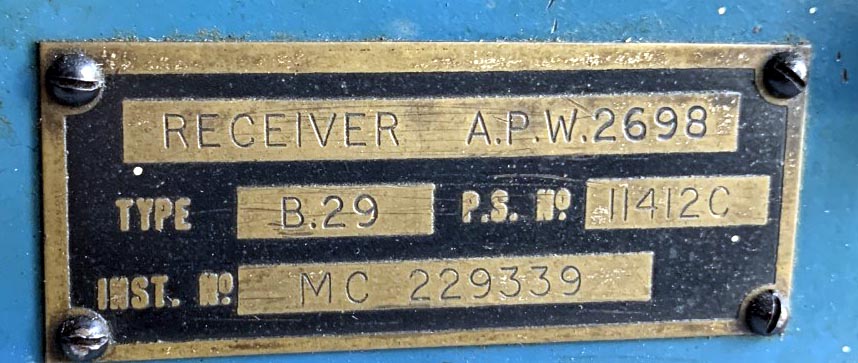 RECEIVER A.P.W.2698
TYPE B.29 P.S. Nº 11412C
INST. Nº MC 229339